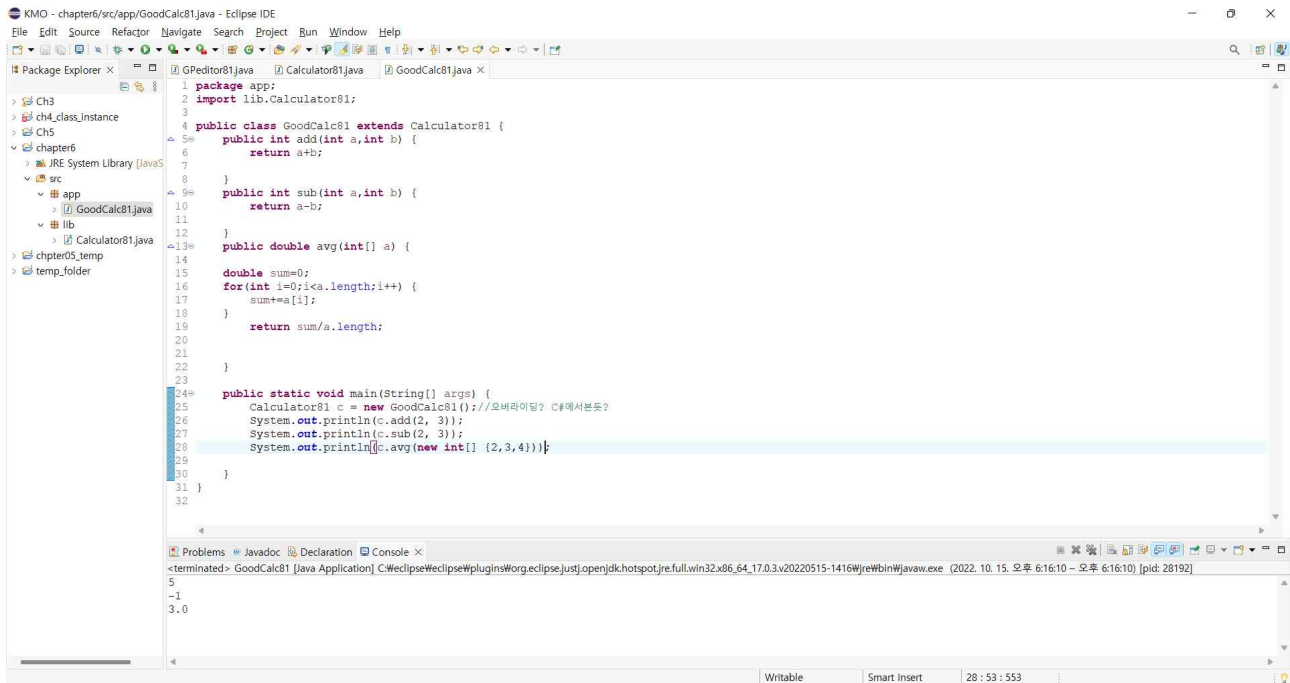 KMO - chapter6/src/app/GoodCalc81.java - Eclipse IDE
File Edit Source Refactor Navigate Search Project Run Window Help
Package Explorer
GPeditor81.java Calculator81.java GoodCalc81.java
Ch3
ch4_class_instance
Ch5
chapter6
JRE System Library [JavaS
src
app
GoodCalc81.java
lib
Calculator81.java
chpter05_temp
temp_folder
1 package app;
2 import lib.Calculator81;
3
4 public class GoodCalc81 extends Calculator81 {
5 public int add(int a,int b) {
6 return a+b;
7
8 }
9 public int sub(int a,int b) {
10 return a-b;
11
12 }
13 public double avg(int[] a) {
14
15 double sum=0;
16 for(int i=0;i<a.length;i++) {
17 sum+=a[i];
18 }
19 return sum/a.length;
20
21
22 }
23
24 public static void main(String[] args) {
25 Calculator81 c = new GoodCalc81();//오버라이딩? C#에서본듯?
26 System.out.println(c.add(2, 3));
27 System.out.println(c.sub(2, 3));
28 System.out.println(c.avg(new int[] {2,3,4}));
29
30 }
31 }
32
Problems Javadoc Declaration Console
<terminated> GoodCalc81 [Java Application] C:₩eclipse₩eclipse₩plugins₩org.eclipse.justj.openjdk.hotspot.jre.full.win32.x86_64_17.0.3.v20220515-1416₩jre₩bin₩javaw.exe (2022. 10. 15. 오후 6:16:10 – 오후 6:16:10) [pid: 28192]
5
-1
3.0
Writable Smart Insert 28 : 53 : 553